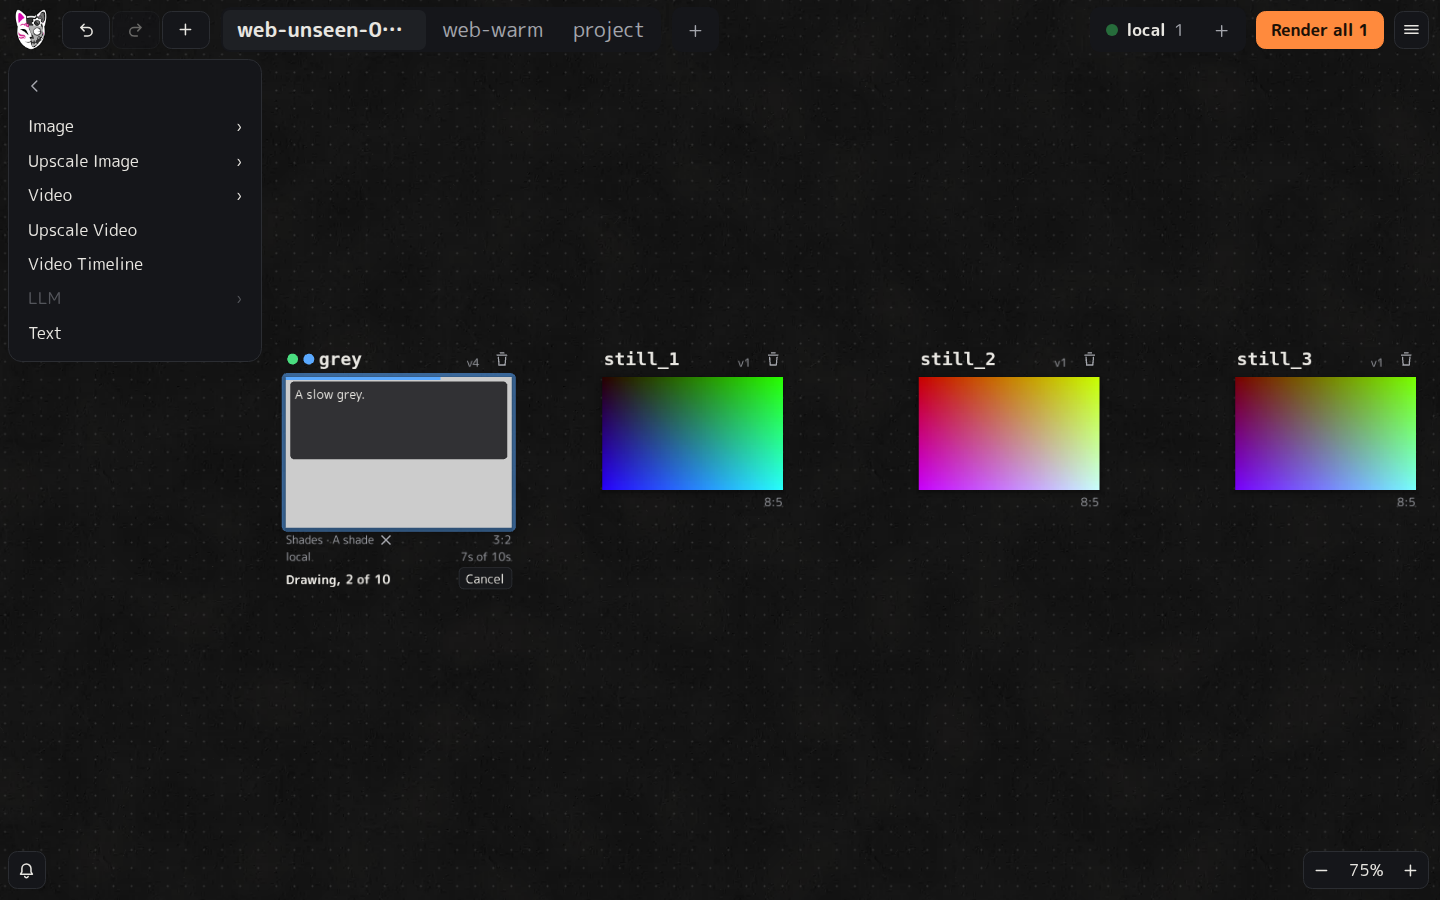 web-unseen-0···
web-warm
project
local 1
Render all 1
Image
Upscale Image
Video
Upscale Video
Video Timeline
LLM
Text
grey
v4
A slow grey.
Shades · A shade
3:2
local
7s of 10s
Drawing, 2 of 10
Cancel
still_1
v1
8:5
still_2
v1
8:5
still_3
v1
8:5
75%